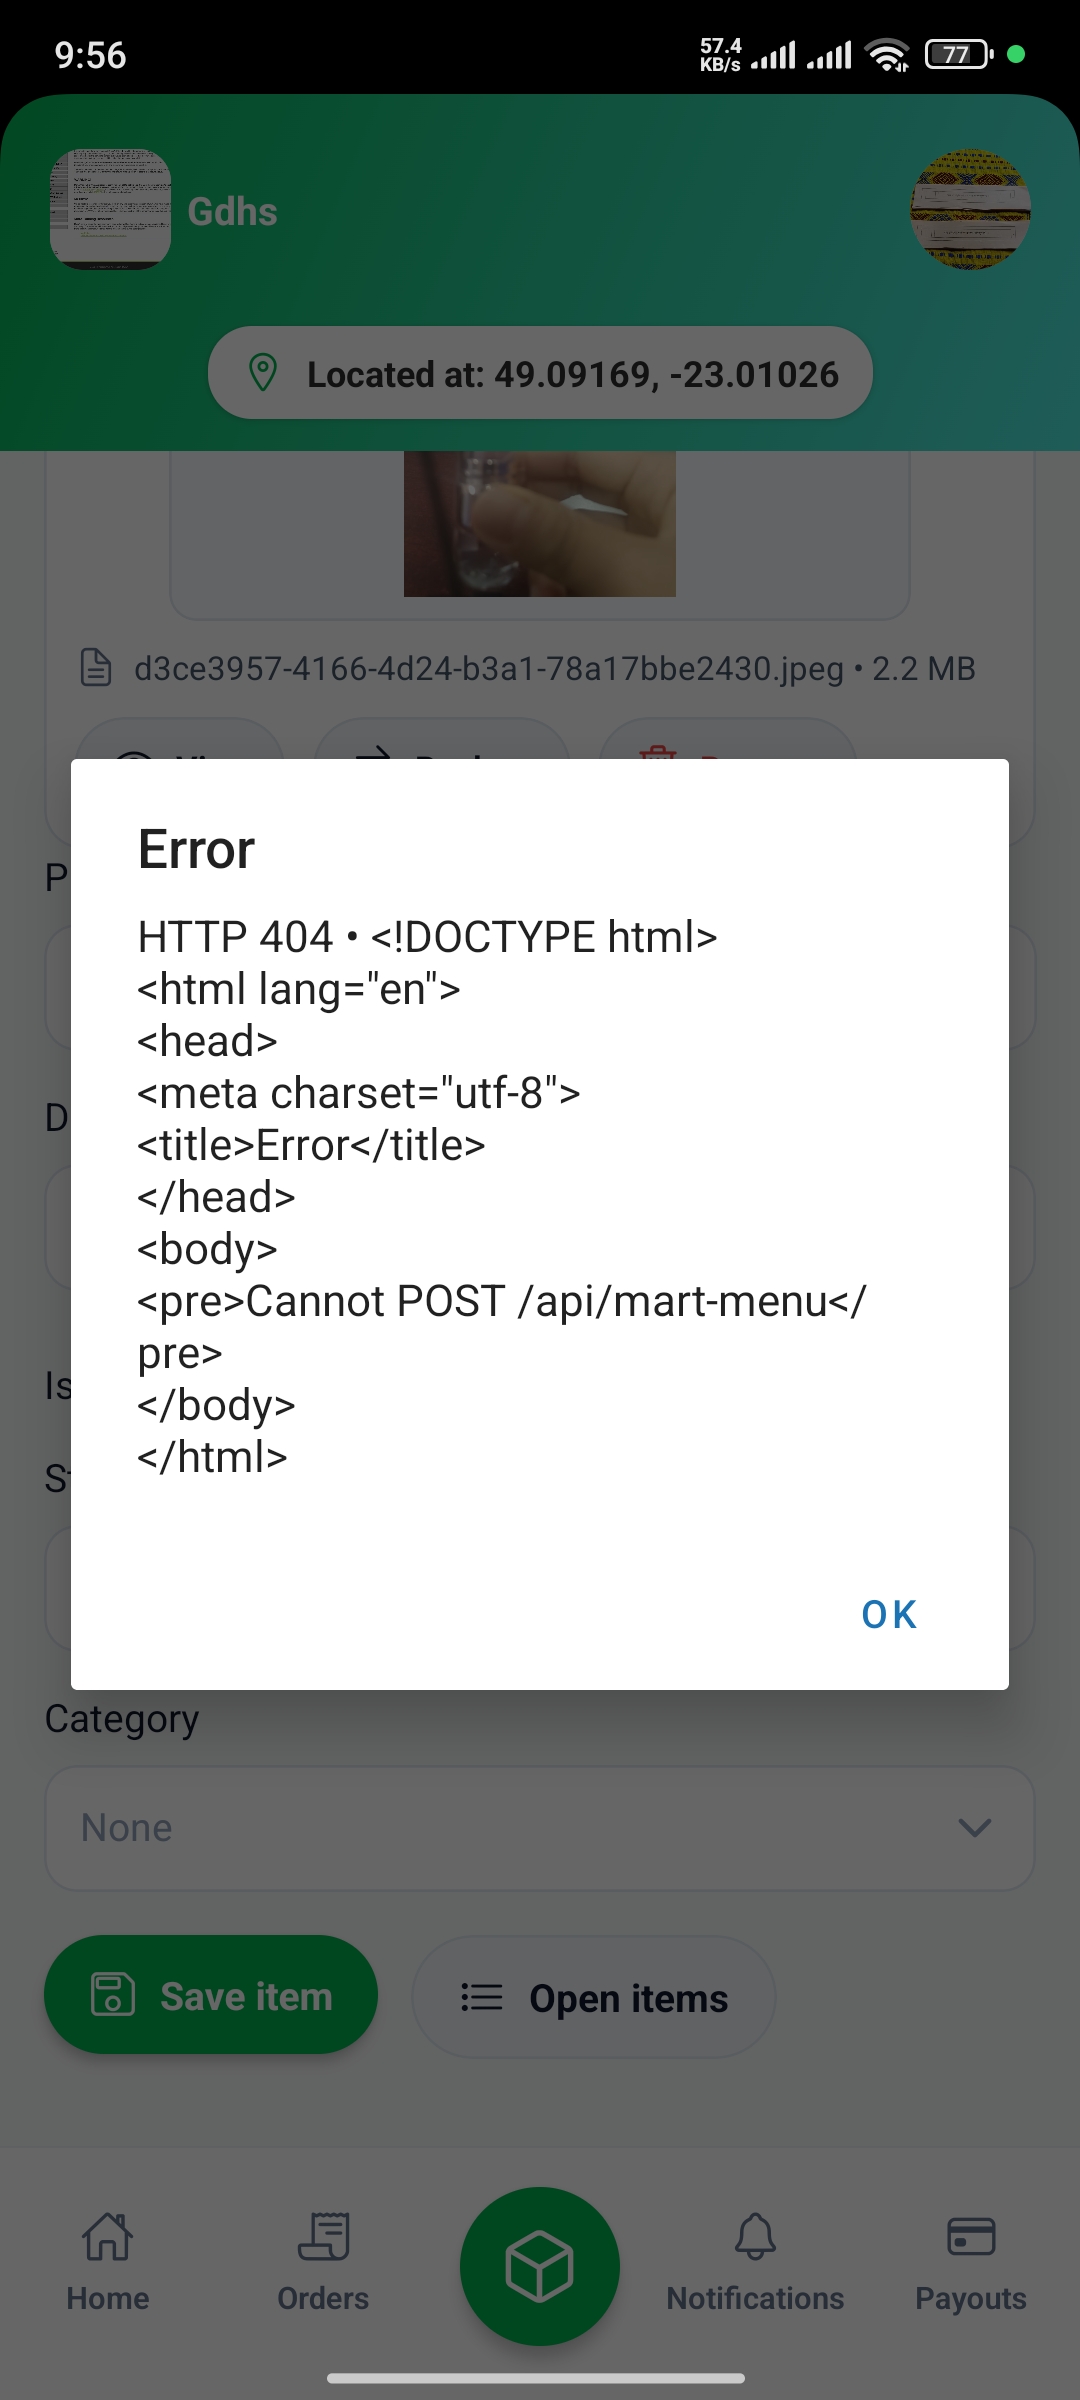 9:56
57.4
KB/s
77
Gdhs
Located at: 49.09169, -23.01026
d3ce3957-4166-4d24-b3a1-78a17bbe2430.jpeg • 2.2 MB
Error
HTTP 404 • <!DOCTYPE html>
<html lang="en">
<head>
<meta charset="utf-8">
<title>Error</title>
</head>
<body>
<pre>Cannot POST /api/mart-menu</
pre>
</body>
</html>
OK
P
D
Is
Category
None
Save item
Open items
Home
Orders
Notifications
Payouts